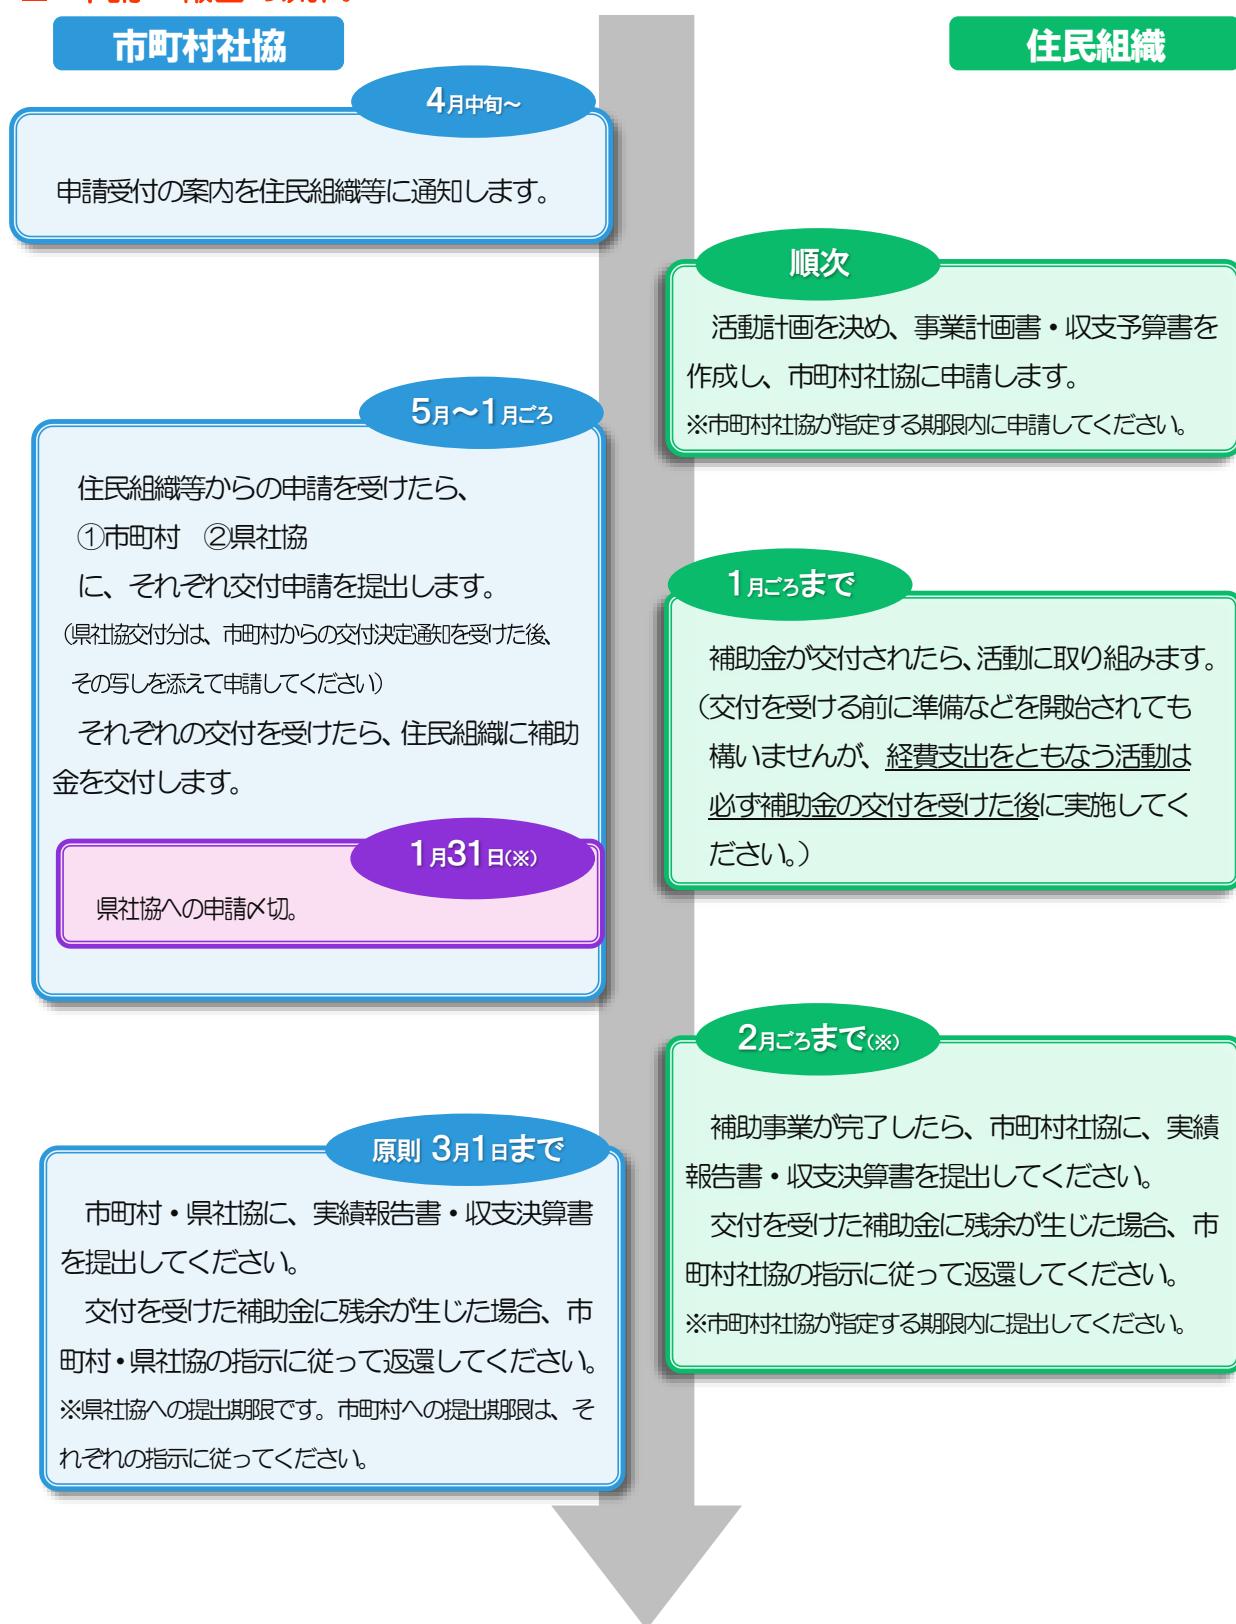 市町村社協
住民組織
4月中旬～
申請受付の案内を住民組織等に通知します。
順次
活動計画を決め、事業計画書・収支予算書を
作成し、市町村社協に申請します。
※市町村社協が指定する期限内に申請してください。
5月～1月ごろ
住民組織等からの申請を受けたら、
①市町村　②県社協
に、それぞれ交付申請を提出します。
（県社協交付分は、市町村からの交付決定通知を受けた後、
その写しを添えて申請してください）
それぞれの交付を受けたら、住民組織に補助
金を交付します。
1月31日(※)
県社協への申請〆切。
1月ごろまで
補助金が交付されたら、活動に取り組みます。
（交付を受ける前に準備などを開始されても
構いませんが、経費支出をともなう活動は
必ず補助金の交付を受けた後に実施してく
ださい。）
2月ごろまで(※)
補助事業が完了したら、市町村社協に、実績
報告書・収支決算書を提出してください。
交付を受けた補助金に残余が生じた場合、市
町村社協の指示に従って返還してください。
※市町村社協が指定する期限内に提出してください。
原則 3月1日まで
市町村・県社協に、実績報告書・収支決算書
を提出してください。
交付を受けた補助金に残余が生じた場合、市
町村・県社協の指示に従って返還してください。
※県社協への提出期限です。市町村への提出期限は、そ
れぞれの指示に従ってください。